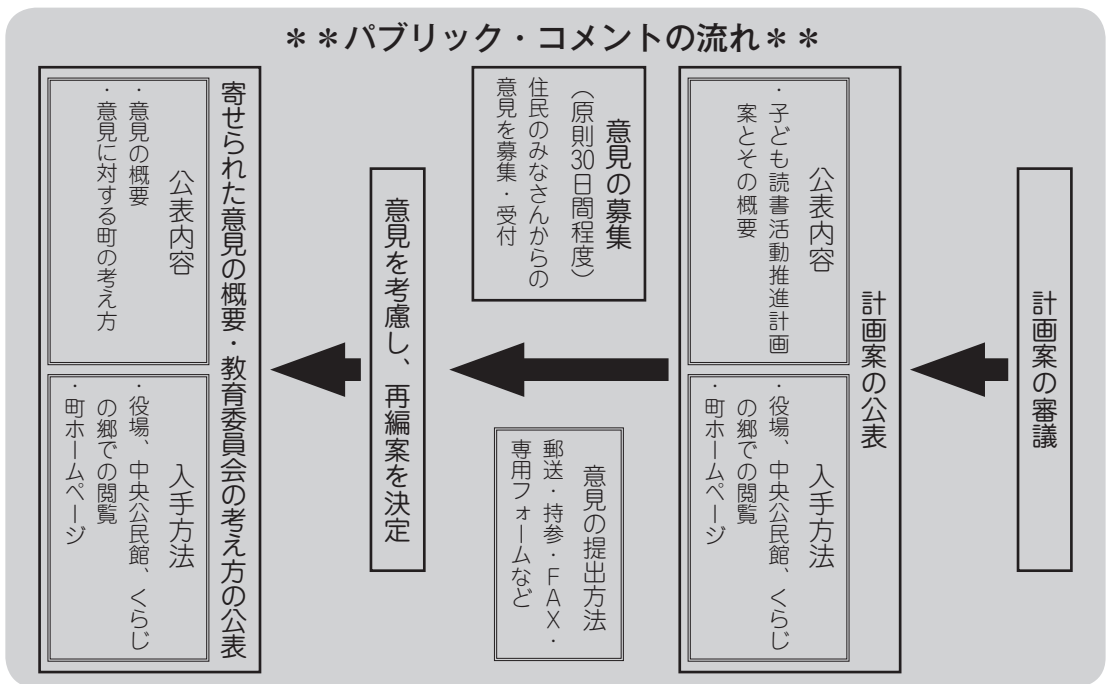 ＊＊パブリック・コメントの流れ＊＊
計画案の審議
計画案の公表
公表内容
・子ども読書活動推進計画
案とその概要
入手方法
・役場、中央公民館、くらじ
の郷での閲覧
・町ホームページ
意見の募集
（原則30日間程度）
住民のみなさんからの
意見を募集・受付
意見の提出方法
郵送・持参・ＦＡＸ・
専用フォームなど
意見を考慮し、再編案を決定
寄せられた意見の概要・教育委員会の考え方の公表
公表内容
・意見の概要
・意見に対する町の考え方
入手方法
・役場、中央公民館、くらじ
の郷での閲覧
・町ホームページ